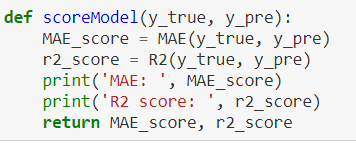 def scoreModel(y_true, y_pre):
    MAE_score = MAE(y_true, y_pre)
    r2_score = R2(y_true, y_pre)
    print('MAE: ', MAE_score)
    print('R2 score: ', r2_score)
    return MAE_score, r2_score